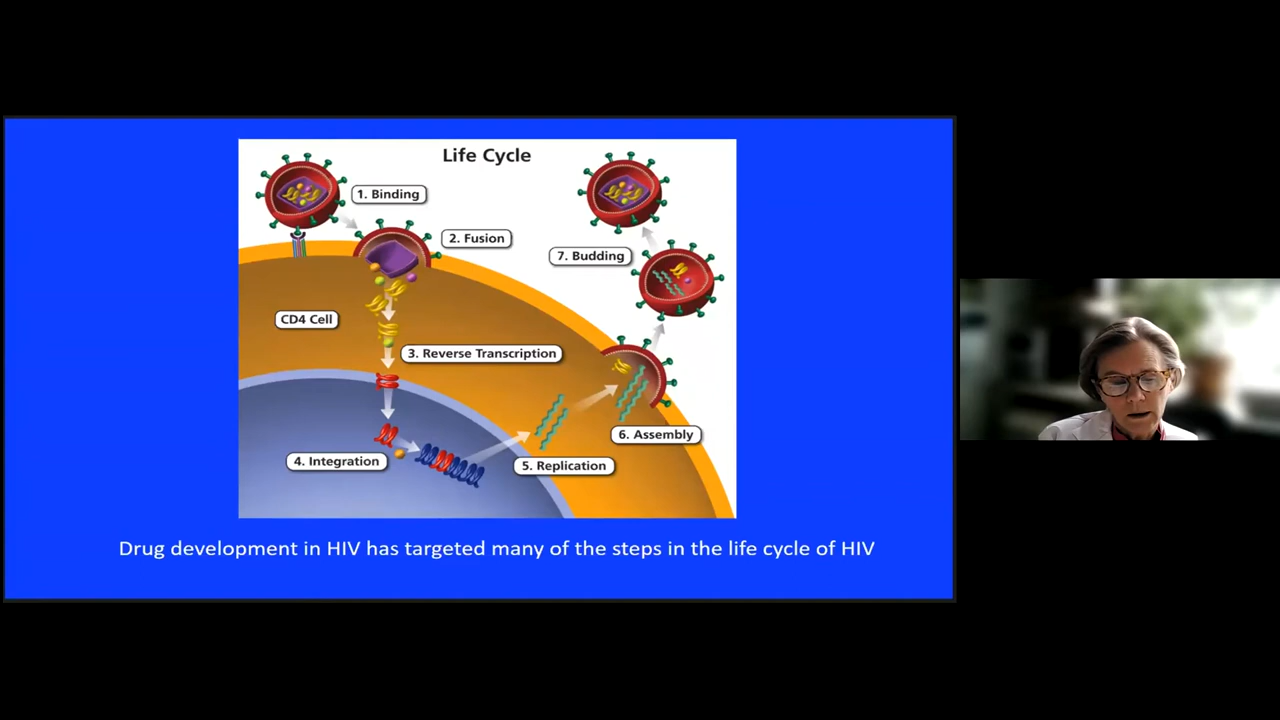 Life Cycle
1. Binding
2. Fusion
7. Budding
CD4 Cell
3. Reverse Transcription
6. Assembly
4. Integration
5. Replication
Drug development in HIV has targeted many of the steps in the life cycle of HIV